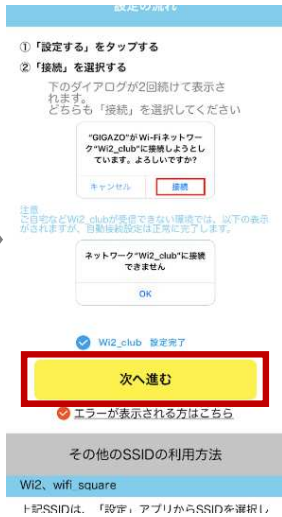 設定の流れ
①「設定する」をタップする
②「接続」を選択する
下のダイアログが2回続けて表示さ
れます。
どちらも「接続」を選択してください
"GIGAZO"がWi-Fiネットワー
ク"Wi2_club"に接続しようとし
ています。よろしいですか?
キャンセル 接続
注意
ご自宅などWi2_clubが受信できない環境では、以下の表示
がされますが、自動接続設定は正常に完了します。
ネットワーク"Wi2_club"に接続
できません
OK
Wi2_club 設定完了
次へ進む
エラーが表示される方はこちら
その他のSSIDの利用方法
Wi2、wifi_square
上記SSIDは、「設定」アプリからSSIDを選択し